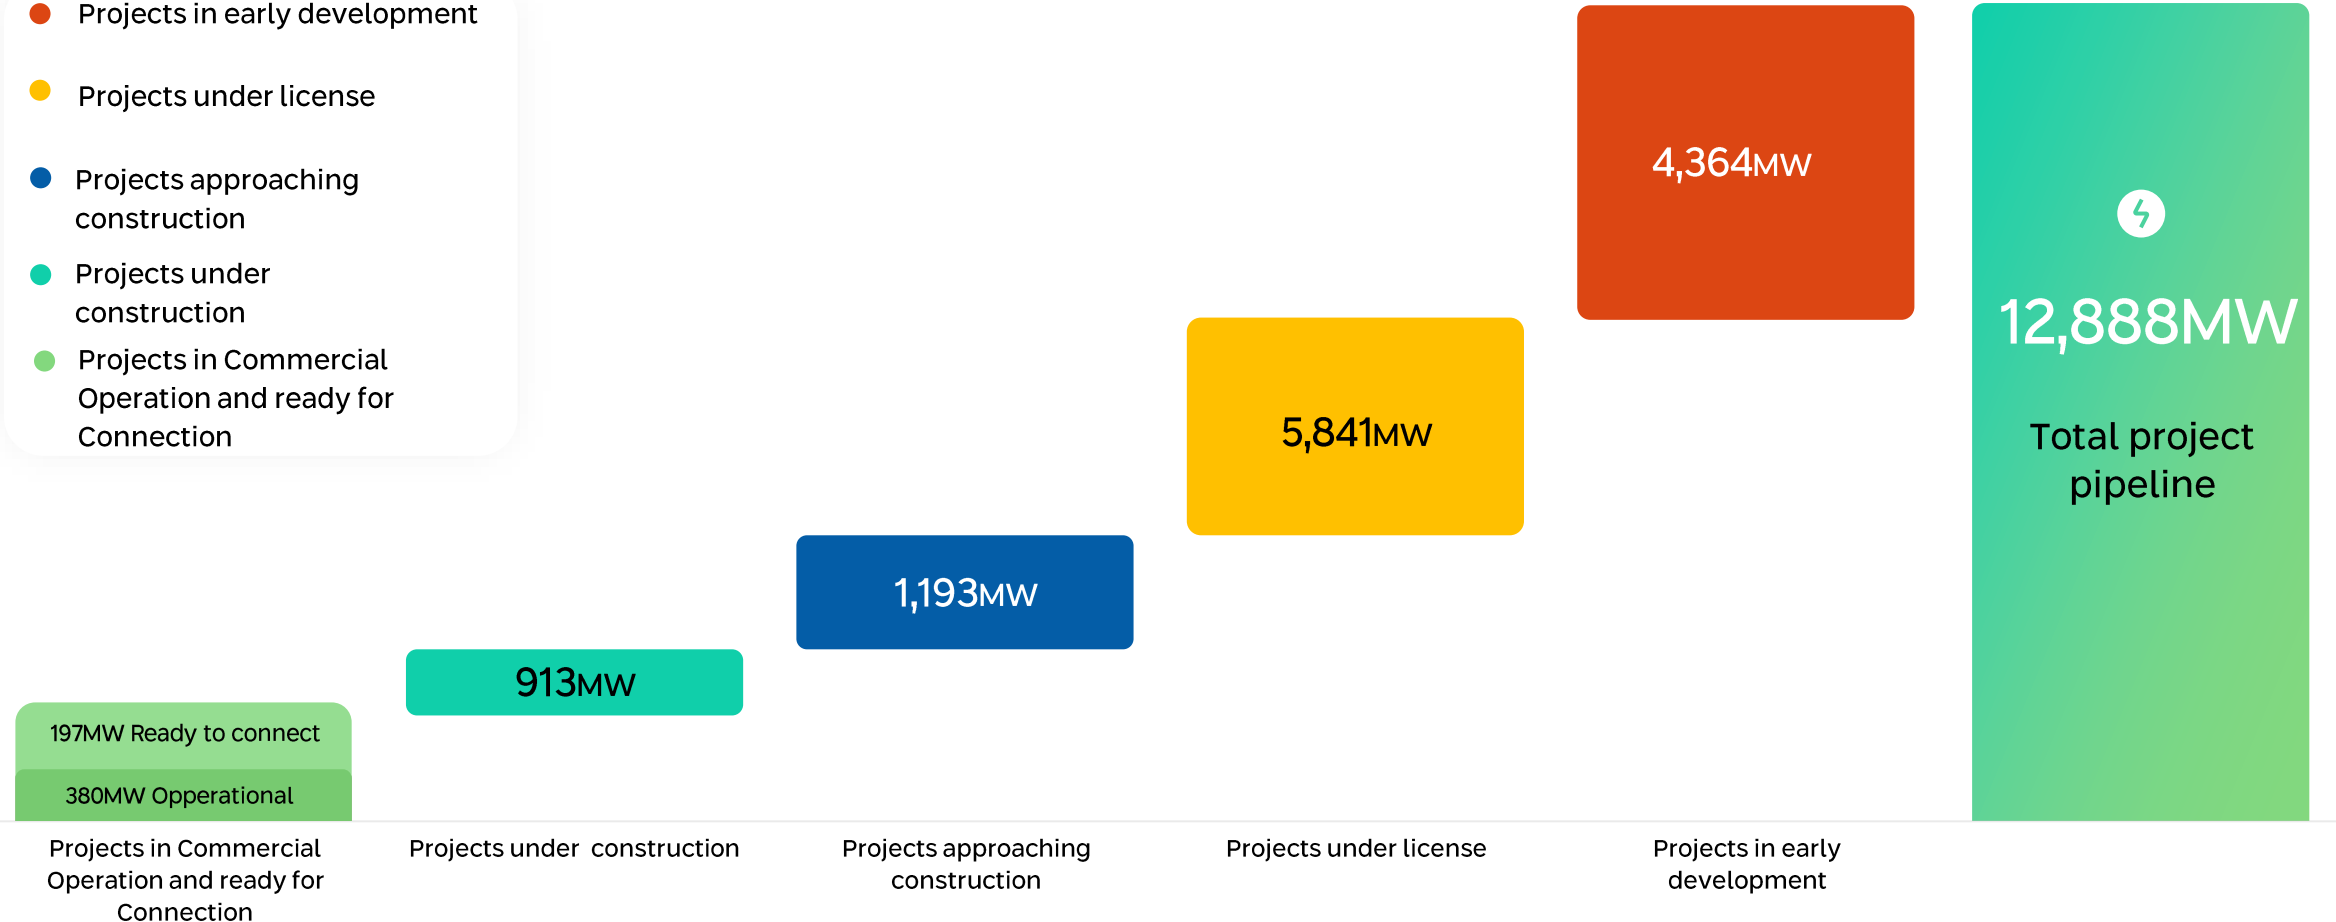 Projects in early development
Projects under license
Projects approaching
construction
Projects under
construction
Projects in Commercial
Operation and ready for
Connection
4,364MW
12,888MW
Total project
pipeline
5,841MW
1,193MW
913MW
197MW Ready to connect
380MW Opperational
Projects in Commercial
Operation and ready for
Connection
Projects under  construction
Projects approaching
construction
Projects under license
Projects in early
development